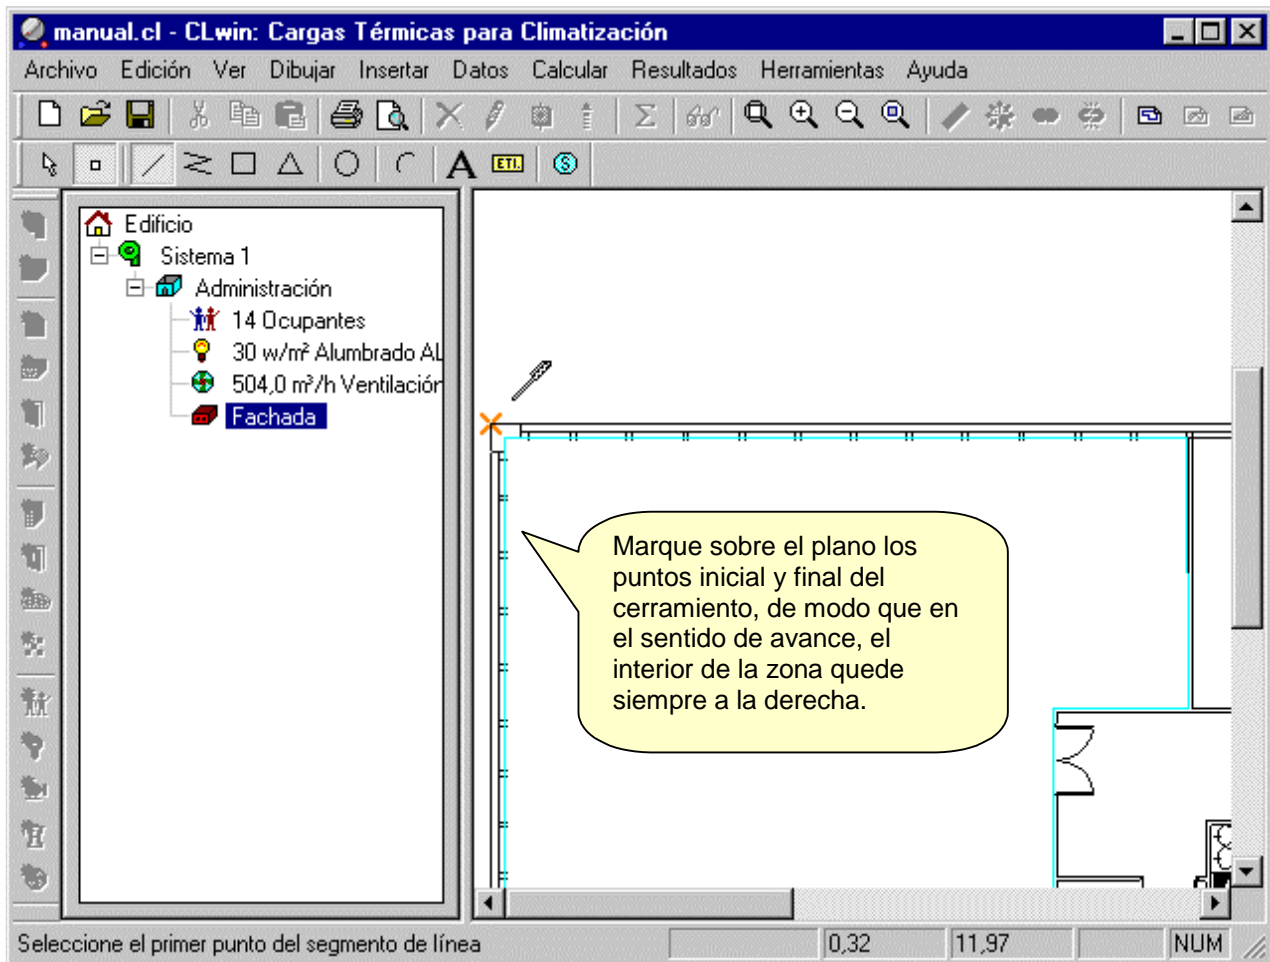 manual.cl - CLwin: Cargas Térmicas para Climatización
Archivo Edición Ver Dibujar Insertar Datos Calcular Resultados Herramientas Ayuda
A ETI. S
Edificio
Sistema 1
Administración
14 Ocupantes
30 w/m² Alumbrado AL
504,0 m³/h Ventilación
Fachada
Marque sobre el plano los
puntos inicial y final del
cerramiento, de modo que en
el sentido de avance, el
interior de la zona quede
siempre a la derecha.
H
Seleccione el primer punto del segmento de línea 0,32 11,97 NUM